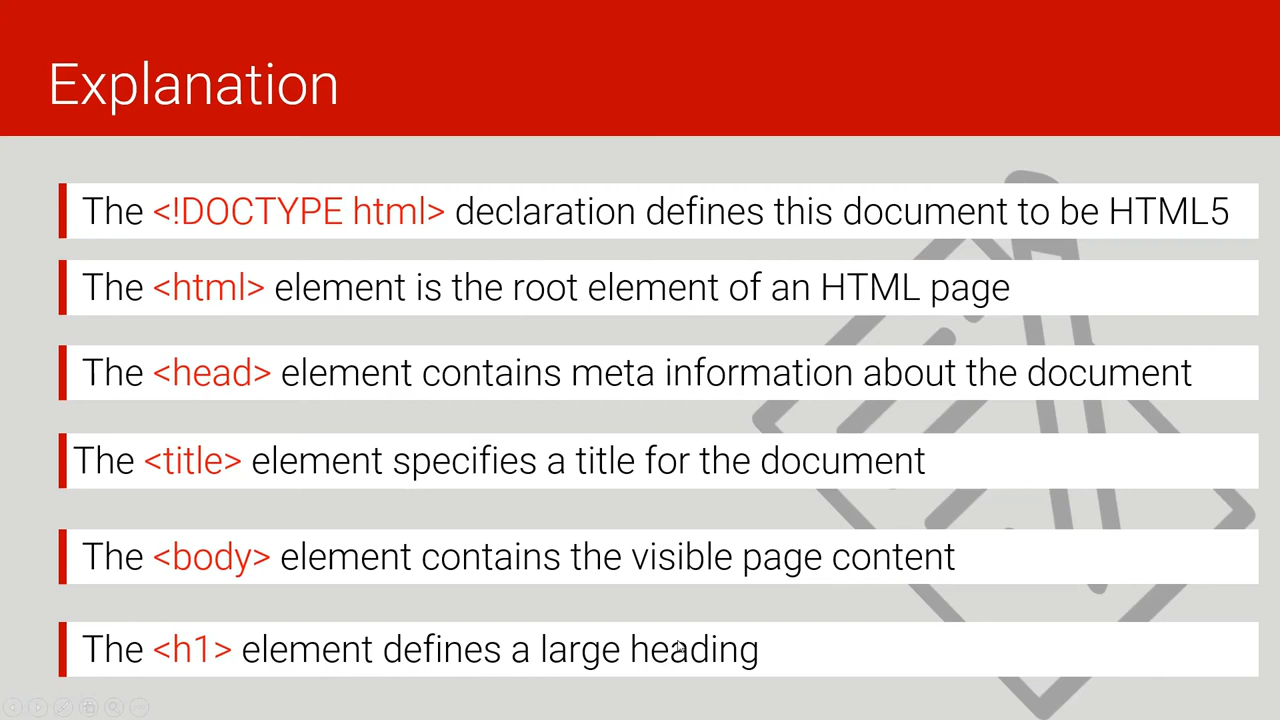 Explanation
The <!DOCTYPE html> declaration defines this document to be HTML5
The <html> element is the root element of an HTML page
The <head> element contains meta information about the document
The <title> element specifies a title for the document
The <body> element contains the visible page content
The <h1> element defines a large heading